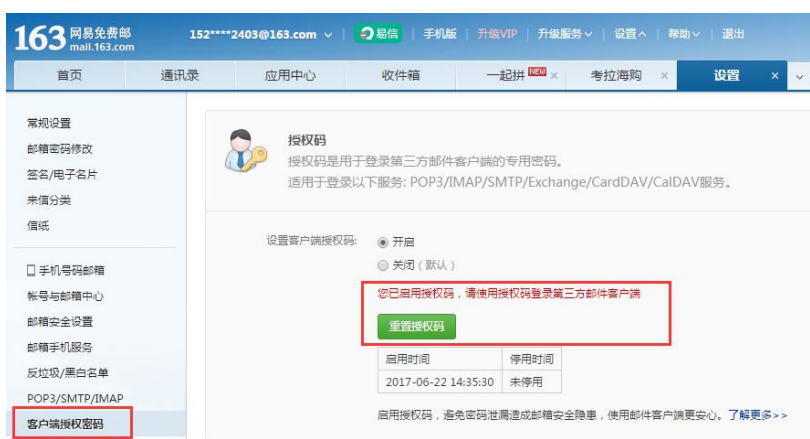 163 网易免费邮 mail.163.com 152****2403@163.com 易信 手机版 升级VIP 升级服务 设置 帮助 退出
首页 通讯录 应用中心 收件箱 一起拼 NEW × 考拉海购 × 设置 ×
常规设置
邮箱密码修改
签名/电子名片
来信分类
信纸
手机号码邮箱
帐号与邮箱中心
邮箱安全设置
邮箱手机服务
反垃圾/黑白名单
POP3/SMTP/IMAP
客户端授权密码
授权码
授权码是用于登录第三方邮件客户端的专用密码。
适用于登录以下服务: POP3/IMAP/SMTP/Exchange/CardDAV/CalDAV服务。
设置客户端授权码: 开启
关闭(默认)
您已启用授权码,请使用授权码登录第三方邮件客户端
重置授权码
启用时间 停用时间
2017-06-22 14:35:30 未停用
启用授权码,避免密码泄漏造成邮箱安全隐患,使用邮件客户端更安心。了解更多>>